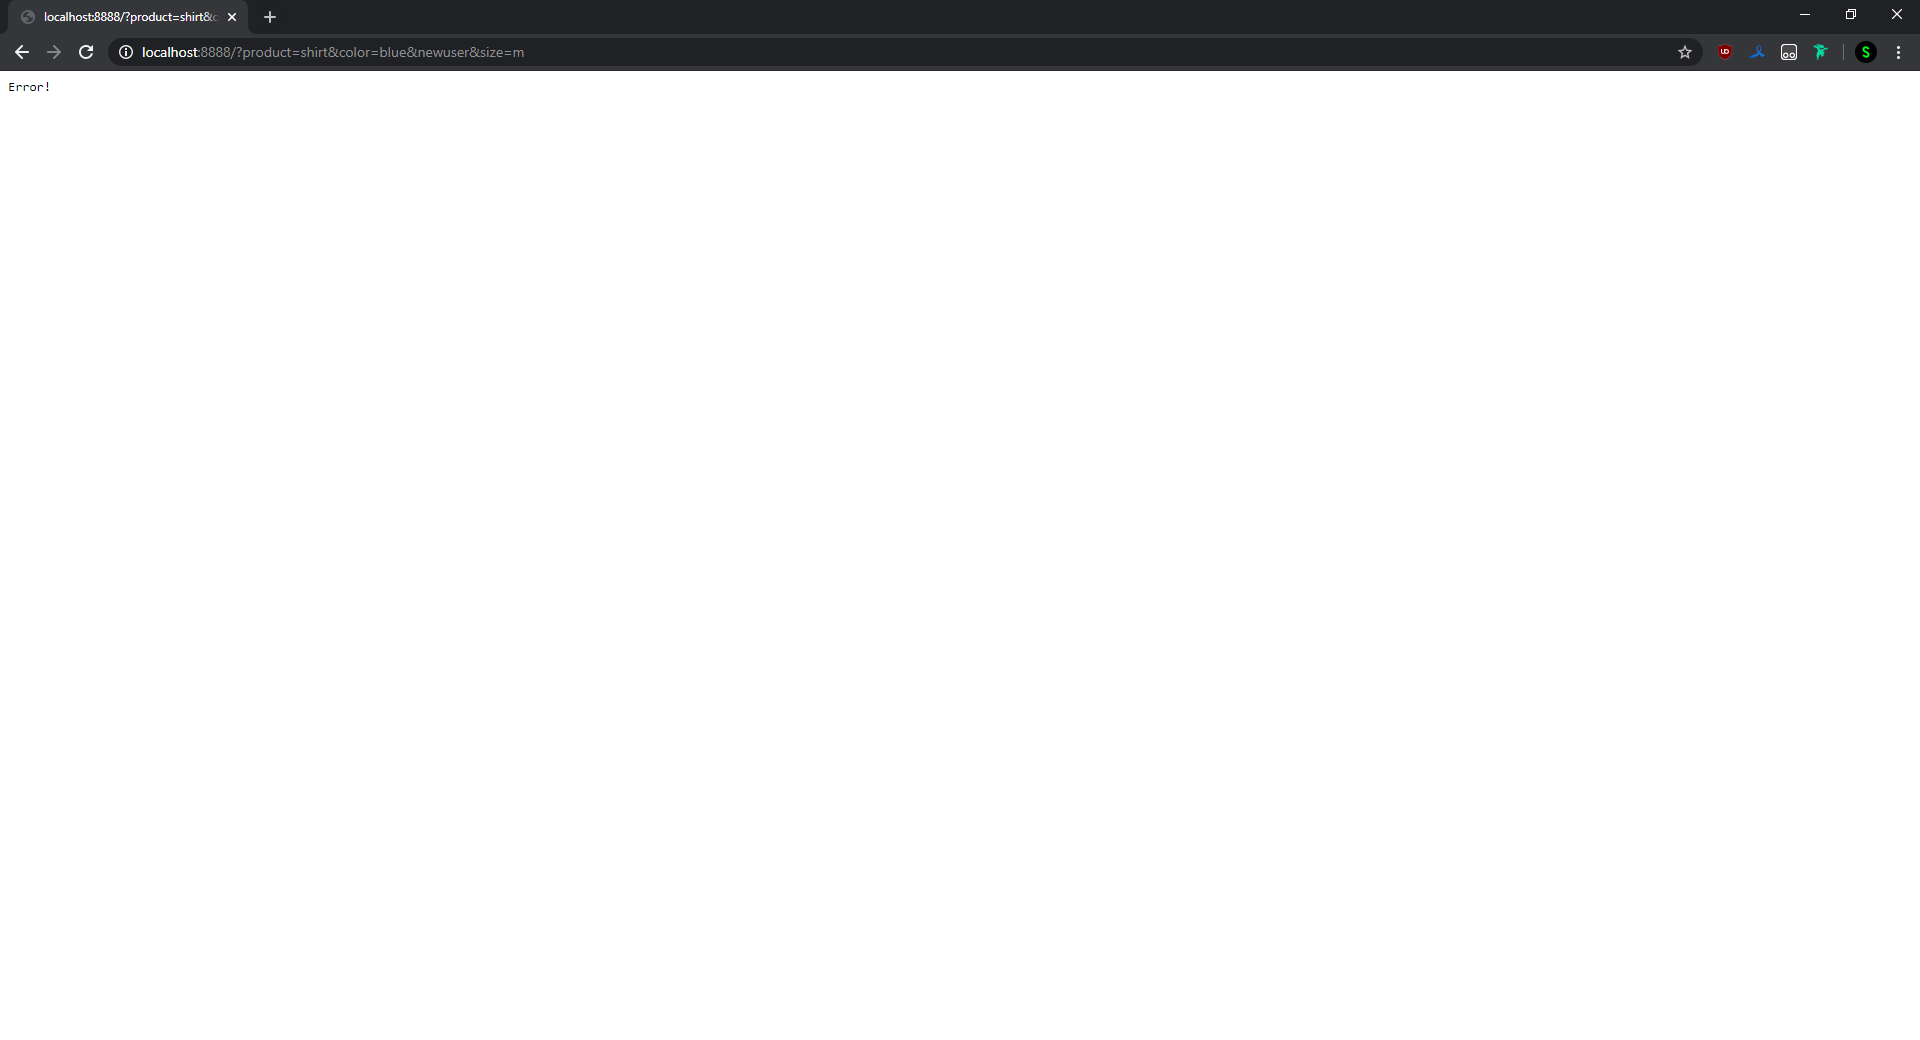 localhost:8888/?product=shirt&c
localhost:8888/?product=shirt&color=blue&newuser&size=m
S
Error!